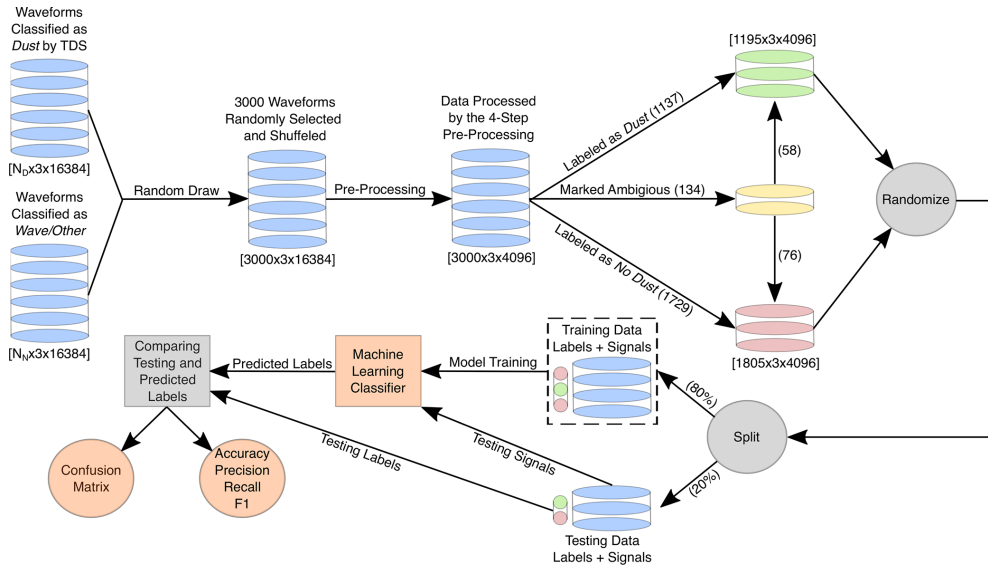 Waveforms
Classified as
Dust by TDS
[NDx3x16384]
Waveforms
Classified as
Wave/Other
[NNx3x16384]
Random Draw
3000 Waveforms
Randomly Selected
and Shuffeled
[3000x3x16384]
Pre-Processing
Data Processed
by the 4-Step
Pre-Processing
[3000x3x4096]
Labeled as Dust (1137)
Marked Ambigious (134)
Labeled as No Dust (1729)
[1195x3x4096]
(58)
(76)
[1805x3x4096]
Randomize
Split
(80%)
(20%)
Training Data
Labels + Signals
Testing Data
Labels + Signals
Model Training
Testing Signals
Testing Labels
Machine
Learning
Classifier
Predicted Labels
Comparing
Testing and
Predicted
Labels
Confusion
Matrix
Accuracy
Precision
Recall
F1